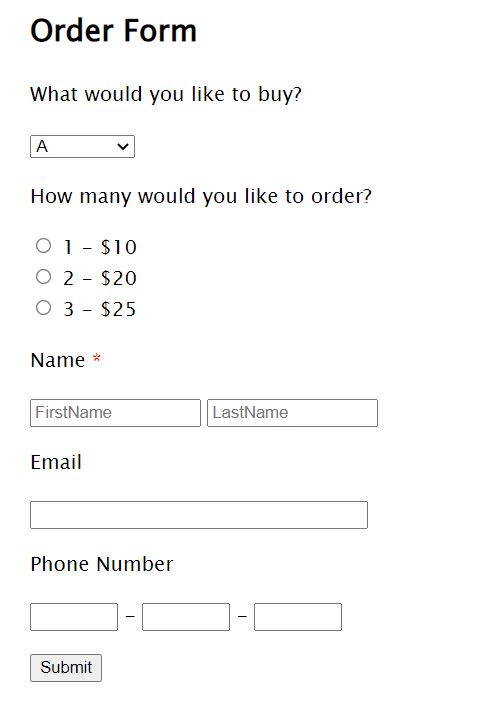 Order Form
What would you like to buy?
A
How many would you like to order?
1 - $10
2 - $20
3 - $25
Name *
FirstName LastName
Email
Phone Number
- -
Submit